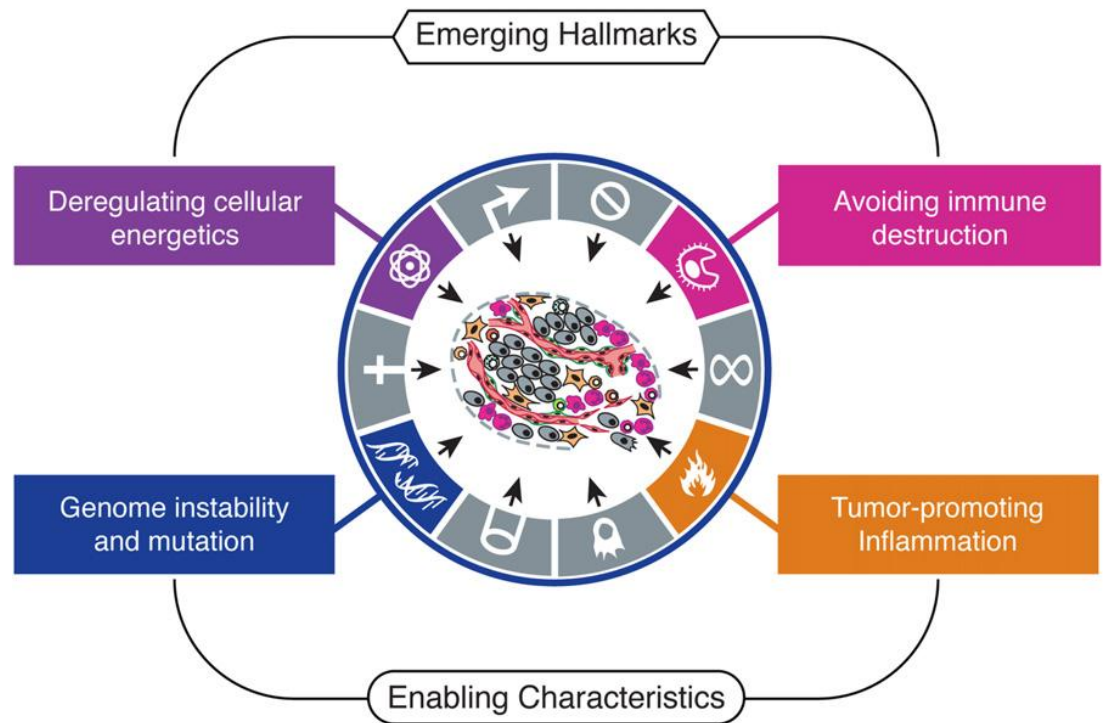 Emerging Hallmarks
Deregulating cellular
energetics
Avoiding immune
destruction
Genome instability
and mutation
Tumor-promoting
Inflammation
Enabling Characteristics